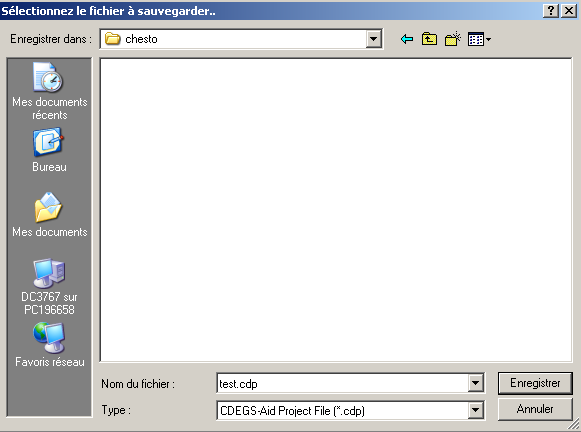 Sélectionnez le fichier à sauvegarder..
Enregistrer dans :
chesto
Mes documents
récents
Bureau
Mes documents
DC3767 sur
PC196658
Favoris réseau
Nom du fichier :
test.cdp
Enregistrer
Type :
CDEGS-Aid Project File (*.cdp)
Annuler